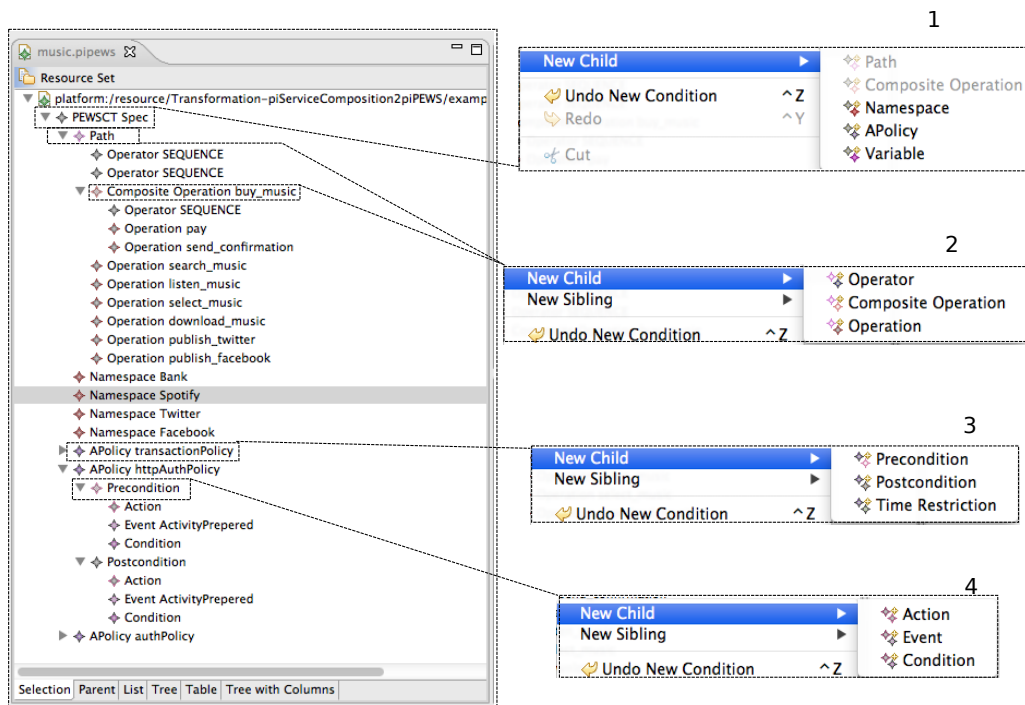 music.pipews
Resource Set
platform:/resource/Transformation-piServiceComposition2piPEWS/examp
PEWSCT Spec
Path
Operator SEQUENCE
Operator SEQUENCE
Composite Operation buy_music
Operator SEQUENCE
Operation pay
Operation send_confirmation
Operation search_music
Operation listen_music
Operation select_music
Operation download_music
Operation publish_twitter
Operation publish_facebook
Namespace Bank
Namespace Spotify
Namespace Twitter
Namespace Facebook
APolicy transactionPolicy
APolicy httpAuthPolicy
Precondition
Action
Event ActivityPrepered
Condition
Postcondition
Action
Event ActivityPrepered
Condition
APolicy authPolicy
Selection Parent List Tree Table Tree with Columns
1
New Child
Undo New Condition ^Z
Redo ^Y
Cut
Path
Composite Operation
Namespace
APolicy
Variable
2
New Child
New Sibling
Undo New Condition ^Z
Operator
Composite Operation
Operation
3
New Child
New Sibling
Undo New Condition ^Z
Precondition
Postcondition
Time Restriction
4
New Child
New Sibling
Undo New Condition ^Z
Action
Event
Condition